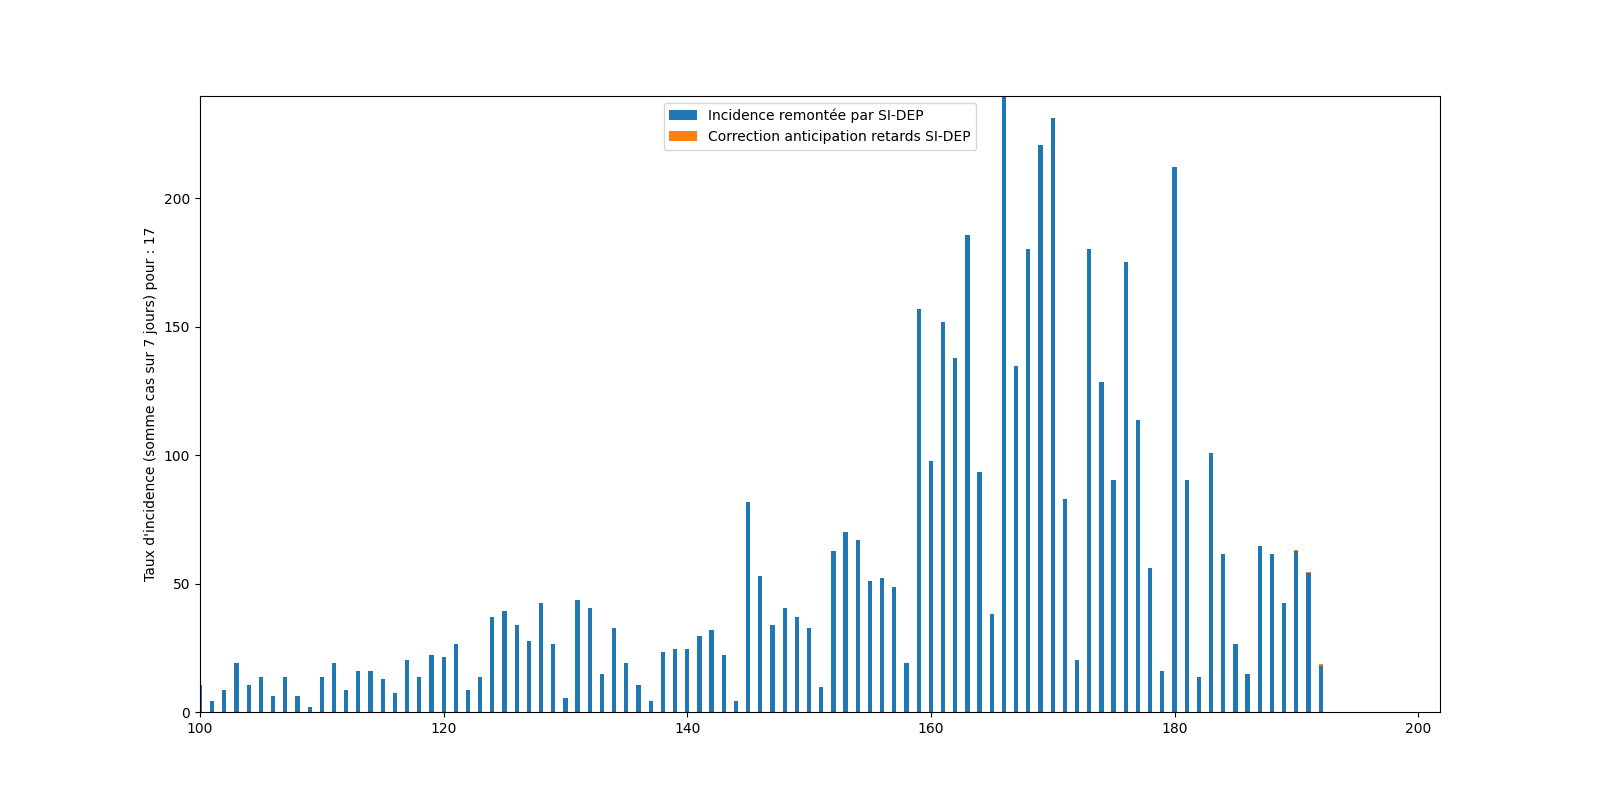 Incidence remontée par SI-DEP
Correction anticipation retards SI-DEP
Taux d'incidence (somme cas sur 7 jours) pour : 17
200
150
100
50
0
100 120 140 160 180 200